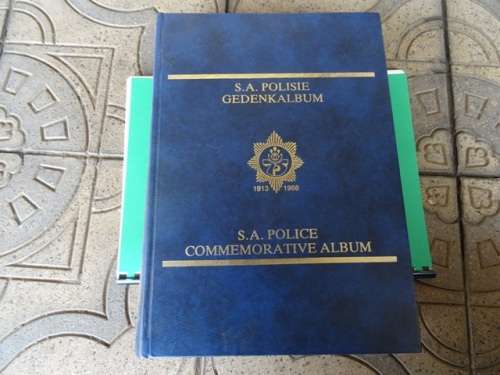 S.A. POLISIE
GEDENKALBUM
1913 1988
S.A. POLICE
COMMEMORATIVE ALBUM